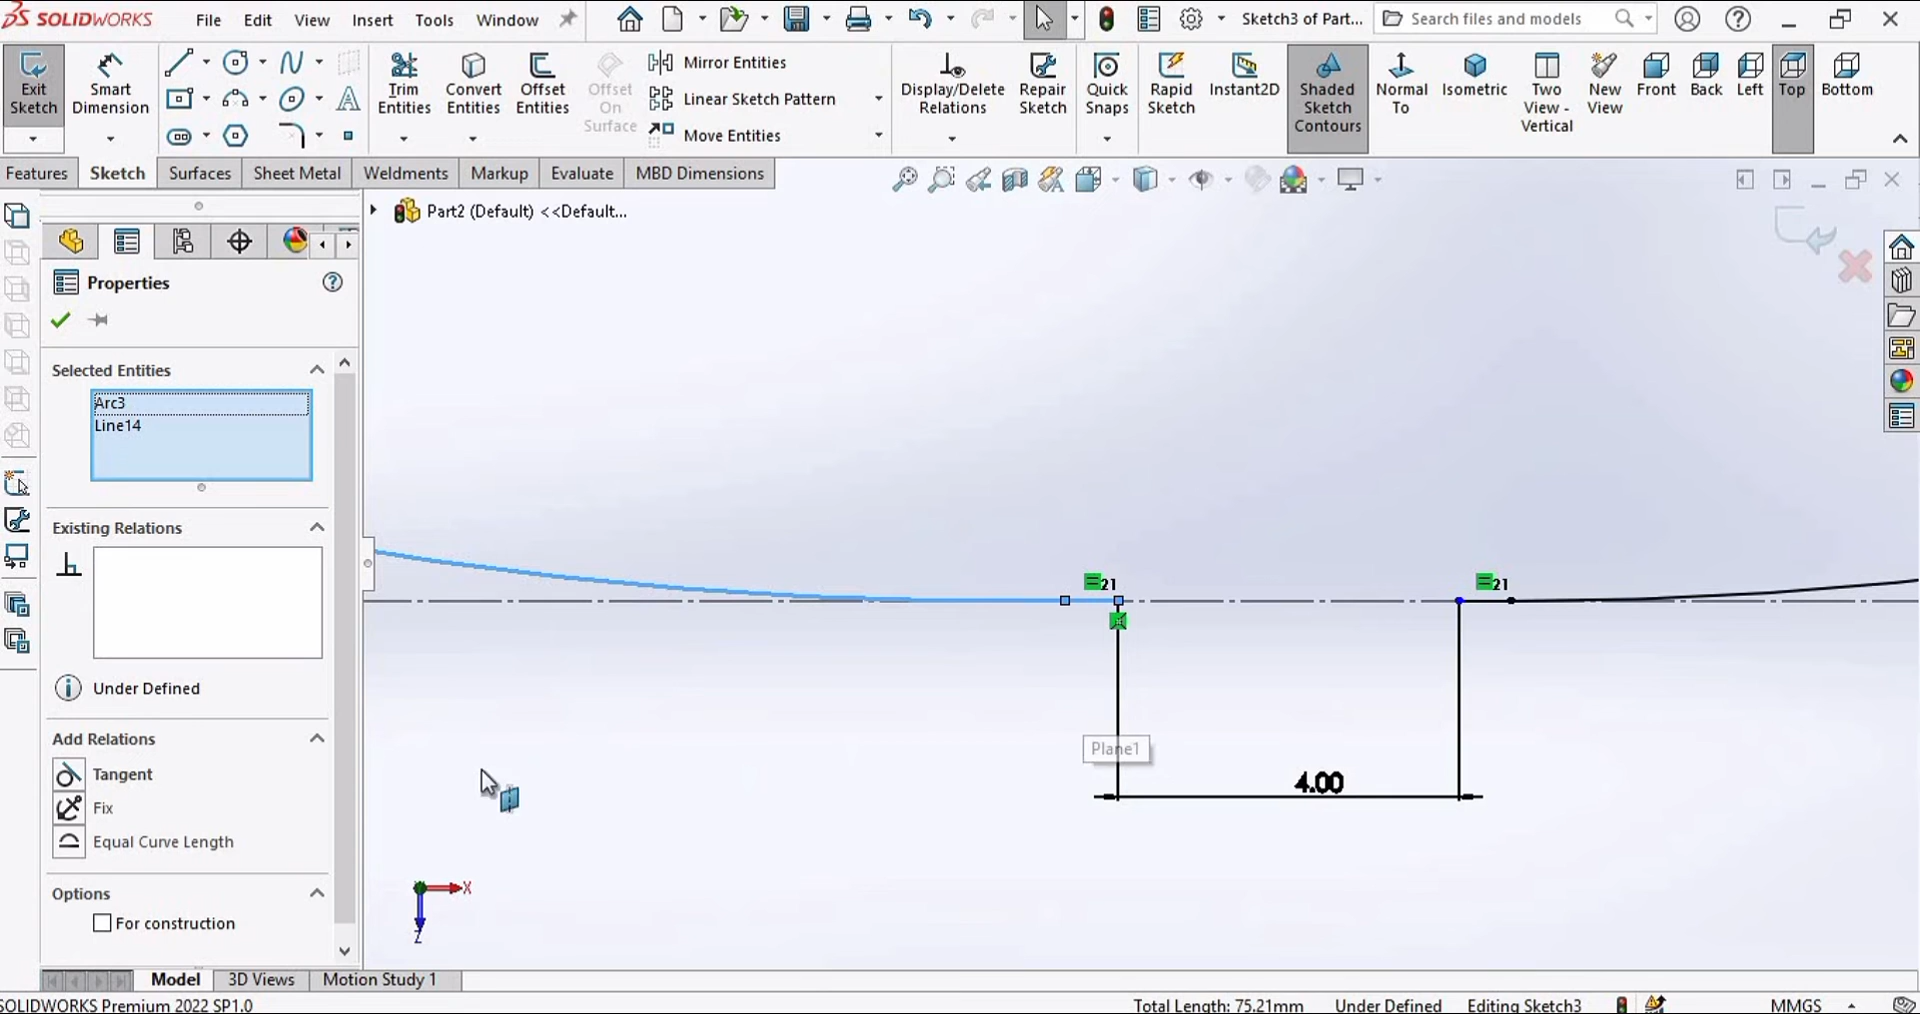 SOLIDWORKS File Edit View Insert Tools Window Sketch3 of Part... Search files and models
Exit Sketch
Smart Dimension
Trim Entities
Convert Entities
Offset Entities
Offset On Surface
Mirror Entities
Linear Sketch Pattern
Move Entities
Display/Delete Relations
Repair Sketch
Quick Snaps
Rapid Sketch
Instant2D
Shaded Sketch Contours
Normal To
Isometric
Two View - Vertical
New View
Front
Back
Left
Top
Bottom
Features Sketch Surfaces Sheet Metal Weldments Markup Evaluate MBD Dimensions
Part2 (Default) <<Default...
Properties
Selected Entities
Arc3
Line14
Existing Relations
Under Defined
Add Relations
Tangent
Fix
Equal Curve Length
Options
For construction
21
21
Plane1
4.00
X
Z
Model 3D Views Motion Study 1
SOLIDWORKS Premium 2022 SP1.0 Total Length: 75.21mm Under Defined Editing Sketch3 MMGS